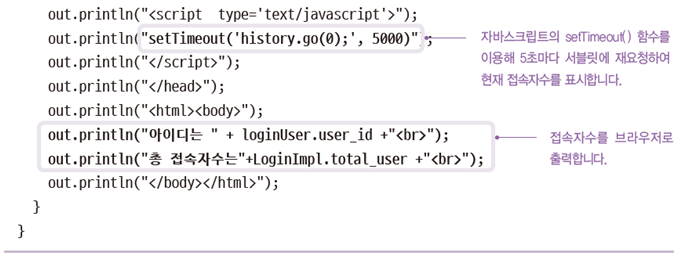 out.println("<script  type='text/javascript'>");
out.println("setTimeout('history.go(0);', 5000)");
자바스크립트의 setTimeout() 함수를
이용해 5초마다 서블릿에 재요청하여
현재 접속자수를 표시합니다.
out.println("</script>");
out.println("</head>");
out.println("<html><body>");
out.println("아이디는 " + loginUser.user_id +"<br>");
out.println("총 접속자수는"+LoginImpl.total_user +"<br>");
접속자수를 브라우저로
출력합니다.
out.println("</body></html>");
}
}